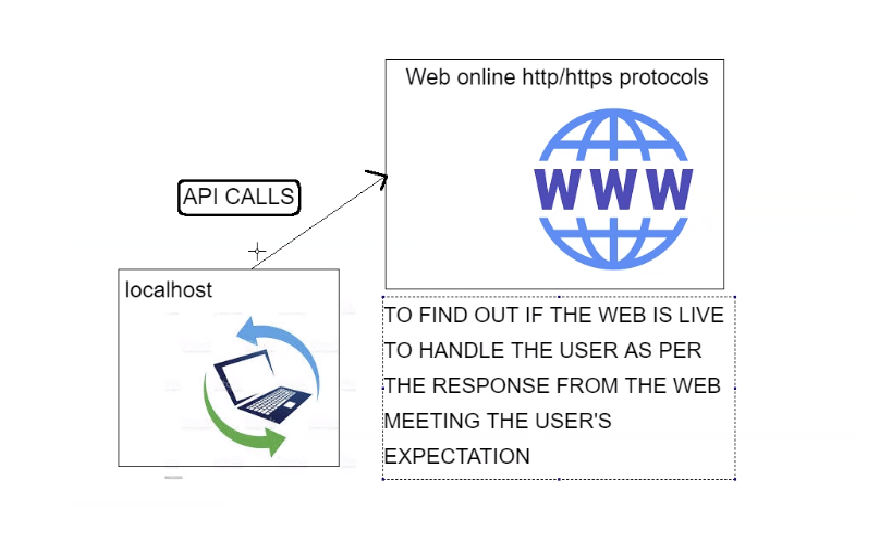 Web online http/https protocols
WWW
API CALLS
localhost
TO FIND OUT IF THE WEB IS LIVE
TO HANDLE THE USER AS PER
THE RESPONSE FROM THE WEB
MEETING THE USER'S
EXPECTATION